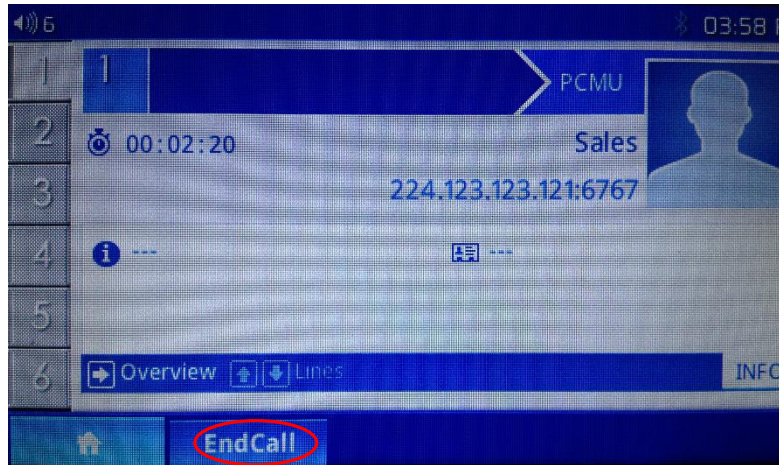 6 03:58
1 1 PCMU
2 00:02:20 Sales
3 224.123.123.121:6767
4 --- ---
5
6 Overview Lines INFO
EndCall